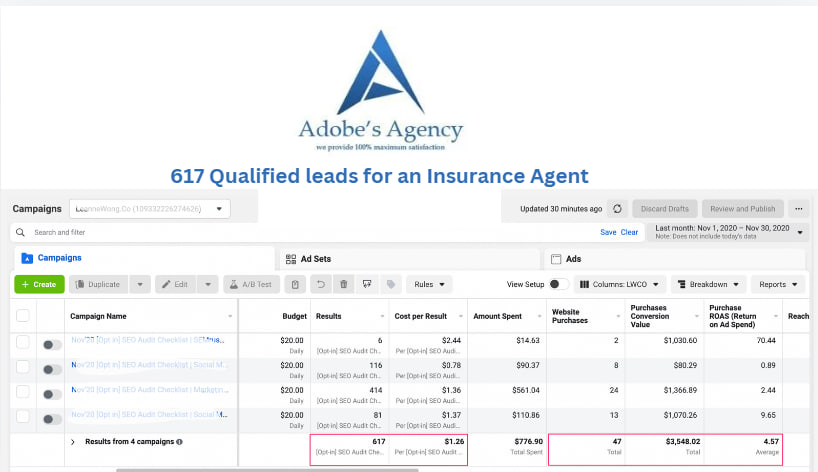 Adobe's Agency
we provide 100% maximum satisfaction
617 Qualified leads for an Insurance Agent
Campaigns LeanneWong.Co (109332226274626) Updated 30 minutes ago Discard Drafts Review and Publish ...
Search and filter Save Clear Last month: Nov 1, 2020 – Nov 30, 2020
Note: Does not include today's data
Campaigns Ad Sets Ads
+ Create Duplicate Edit A/B Test Rules View Setup Columns: LWCO Breakdown Reports
Campaign Name Budget Results Cost per Result Amount Spent Website Purchases Purchases Conversion Value Purchase ROAS (Return on Ad Spend) Reach
Nov'20 [Opt in] SEO Audit Checklist | SEMrus... $20.00 6 $2.44 $14.63 2 $1,030.60 70.44
Daily [Opt-in] SEO Audit Ch... Per [Opt-in] SEO Audi...
Nov'20 [Opt in] SEO Audit Checklist | Social M... $20.00 116 $0.78 $90.37 8 $80.29 0.89
Daily [Opt-in] SEO Audit Ch... Per [Opt-in] SEO Audi...
Nov'20 [Opt in] SEO Audit Checklist | Marketin... $20.00 414 $1.36 $561.04 24 $1,366.89 2.44
Daily [Opt-in] SEO Audit Ch... Per [Opt-in] SEO Audi...
Nov'20 [Opt in] SEO Audit Checklist | Social M... $20.00 81 $1.37 $110.86 13 $1,070.26 9.65
Daily [Opt-in] SEO Audit Ch... Per [Opt-in] SEO Audi...
Results from 4 campaigns 617 $1.26 $776.90 47 $3,548.02 4.57
[Opt-in] SEO Audit Che... Per [Opt-in] SEO Audit ... Total Spent Total Total Average